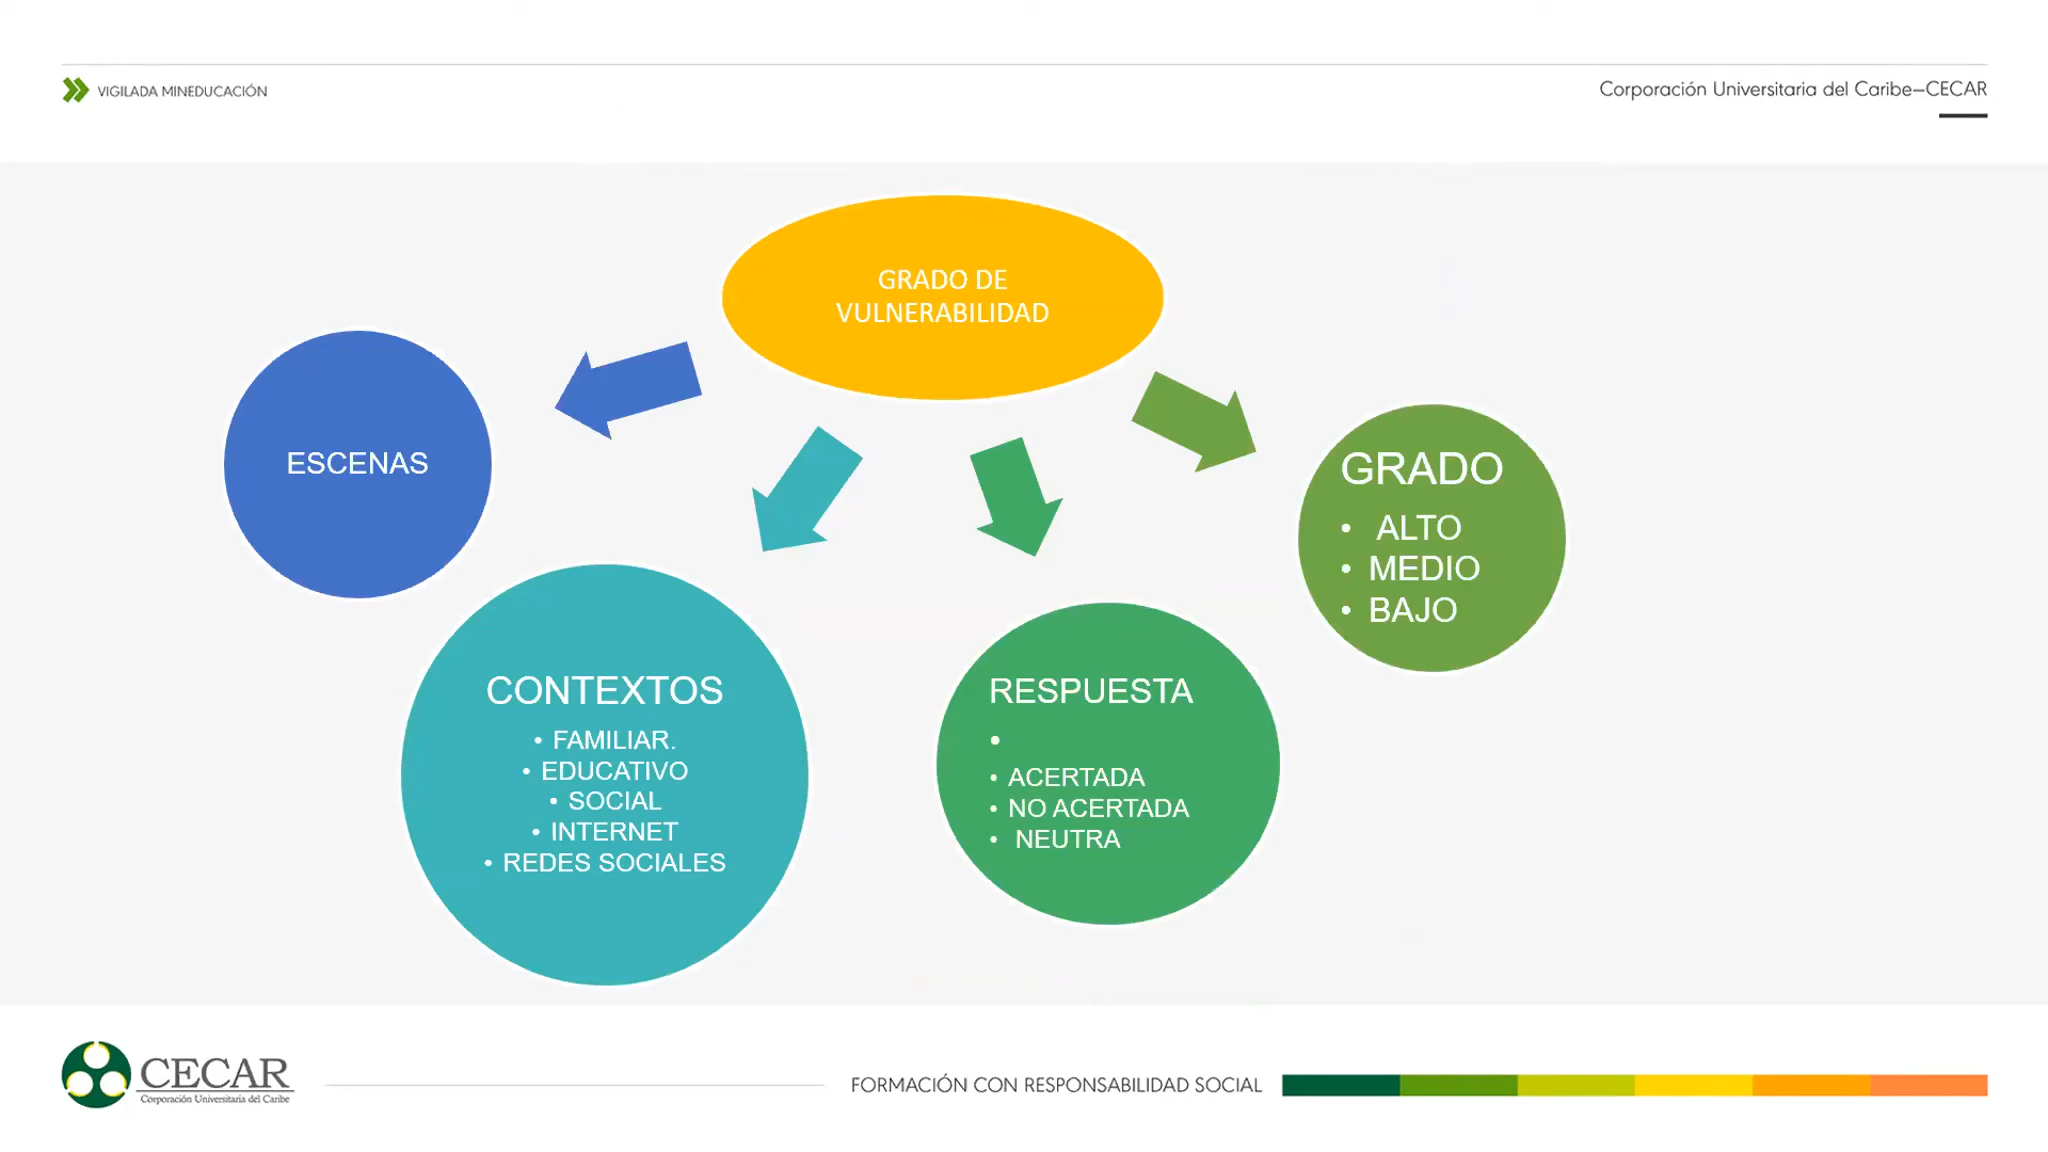 VIGILADA MINEDUCACIÓN
Corporación Universitaria del Caribe–CECAR
GRADO DE
VULNERABILIDAD
ESCENAS
CONTEXTOS
• FAMILIAR.
• EDUCATIVO
• SOCIAL
• INTERNET
• REDES SOCIALES
RESPUESTA
•
• ACERTADA
• NO ACERTADA
• NEUTRA
GRADO
• ALTO
• MEDIO
• BAJO
CECAR
Corporación Universitaria del Caribe
FORMACIÓN CON RESPONSABILIDAD SOCIAL